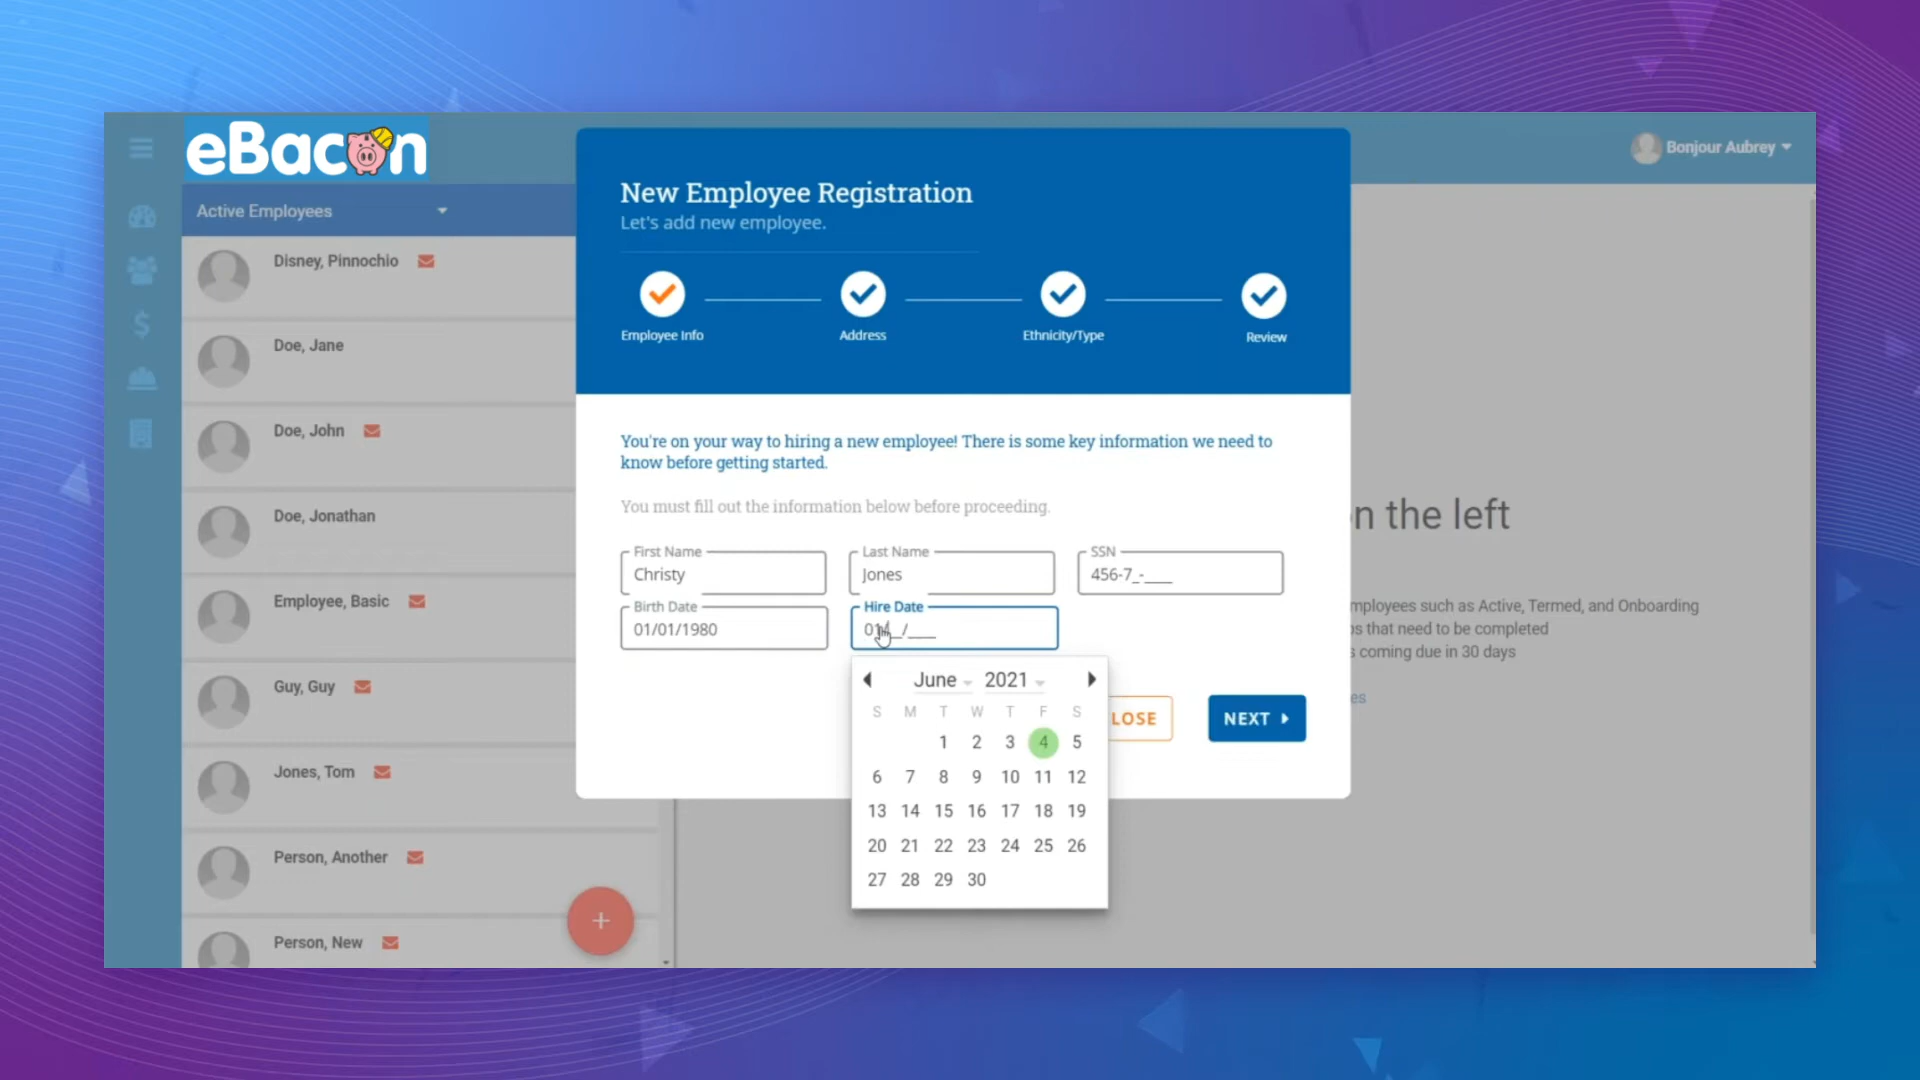 eBacon
Bonjour Aubrey
Active Employees
Disney, Pinnochio
Doe, Jane
Doe, John
Doe, Jonathan
Employee, Basic
Guy, Guy
Jones, Tom
Person, Another
Person, New
+
New Employee Registration
Let's add new employee.
Employee Info
Address
Ethnicity/Type
Review
You're on your way to hiring a new employee! There is some key information we need to
know before getting started.
You must fill out the information below before proceeding.
First Name
Christy
Last Name
Jones
SSN
456-7_-____
Birth Date
01/01/1980
Hire Date
01/__/____
June 2021
S M T W T F S
1 2 3 4 5
6 7 8 9 10 11 12
13 14 15 16 17 18 19
20 21 22 23 24 25 26
27 28 29 30
LOSE
NEXT
n the left
mployees such as Active, Termed, and Onboarding
s that need to be completed
s coming due in 30 days
es